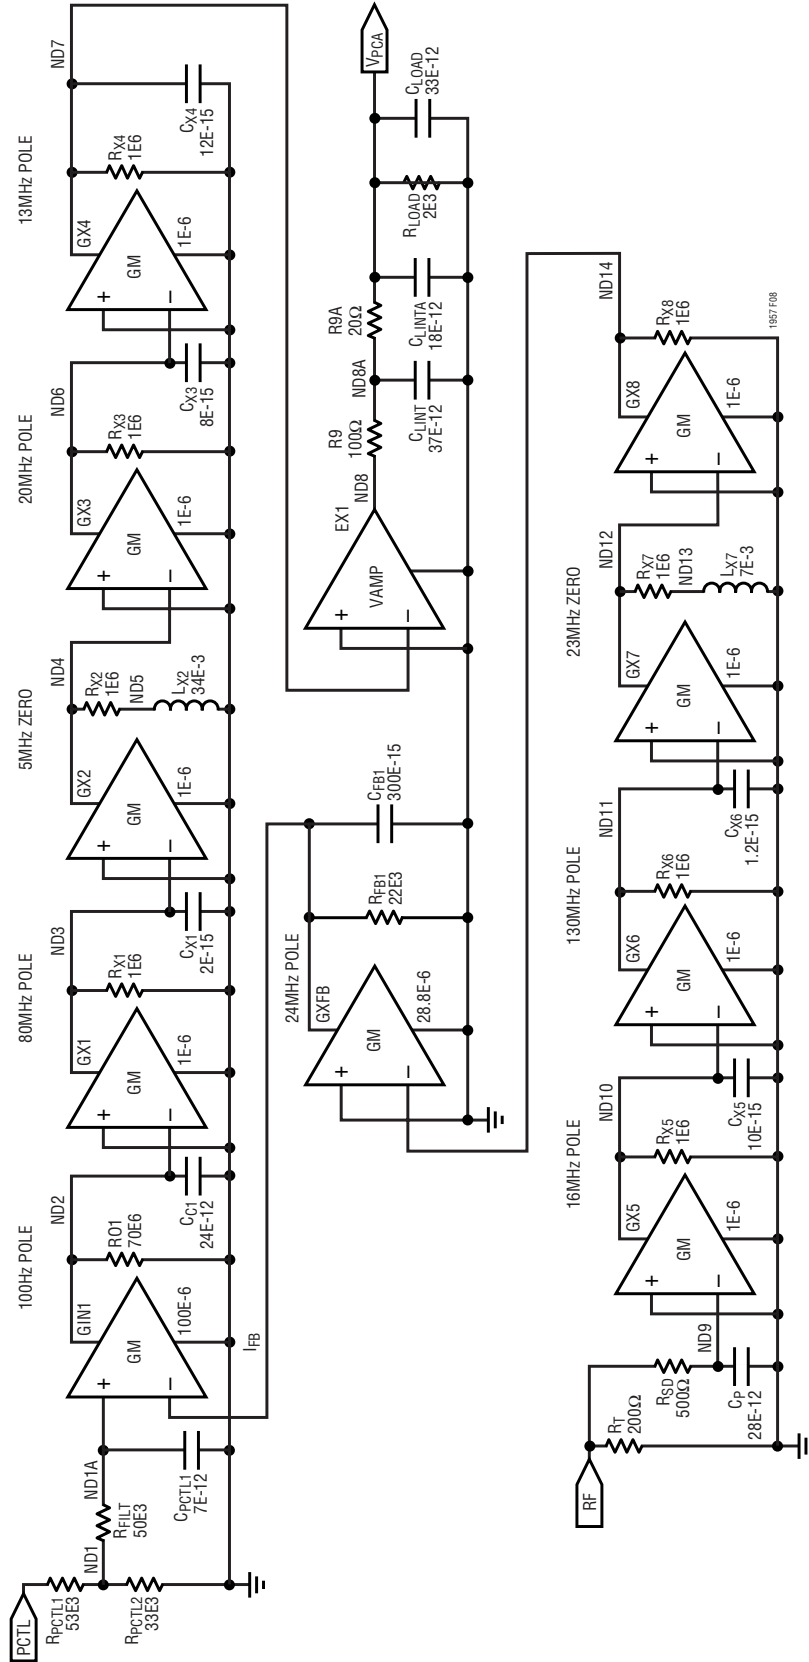 100Hz POLE
80MHz POLE
5MHz ZERO
20MHz POLE
13MHz POLE
PCTL
RPCTL1
53E3
ND1
RPCTL2
33E3
RFILT
50E3
ND1A
CPCTL1
7E-12
+
–
GIN1
GM
100E-6
ND2
RO1
70E6
CC1
24E-12
+
–
GX1
GM
1E-6
ND3
RX1
1E6
CX1
2E-15
+
–
GX2
GM
1E-6
ND4
RX2
1E6
ND5
LX2
34E-3
+
–
GX3
GM
1E-6
ND6
RX3
1E6
CX3
8E-15
+
–
GX4
GM
1E-6
ND7
RX4
1E6
CX4
12E-15
IFB
24MHz POLE
+
–
GXFB
GM
28.8E-6
RFB1
22E3
CFB1
300E-15
+
–
EX1
VAMP
ND8
R9
100Ω
ND8A
CLINT
37E-12
R9A
20Ω
CLINTA
18E-12
RLOAD
2E3
CLOAD
33E-12
VPCA
16MHz POLE
130MHz POLE
23MHz ZERO
RF
RT
200Ω
RSD
500Ω
ND9
CP
28E-12
+
–
GX5
GM
1E-6
ND10
RX5
1E6
CX5
10E-15
+
–
GX6
GM
1E-6
ND11
RX6
1E6
CX6
1.2E-15
+
–
GX7
GM
1E-6
ND12
RX7
1E6
ND13
LX7
7E-3
+
–
GX8
GM
1E-6
ND14
RX8
1E6
1957 F08